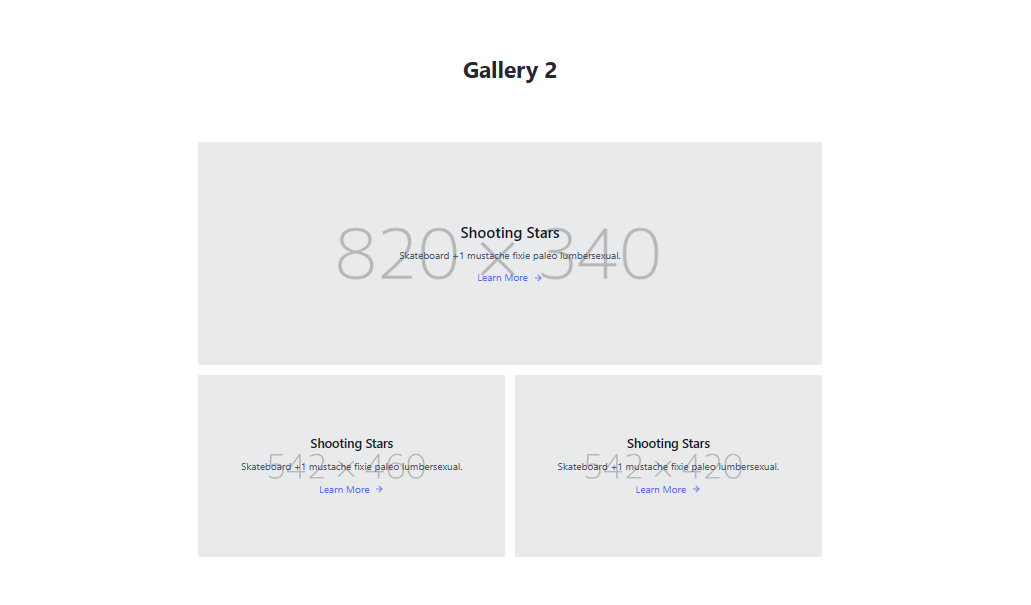 Gallery 2
820 × 340
Shooting Stars
Skateboard +1 mustache fixie paleo lumbersexual.
Learn More →
542 × 460
Shooting Stars
Skateboard +1 mustache fixie paleo lumbersexual.
Learn More →
542 × 420
Shooting Stars
Skateboard +1 mustache fixie paleo lumbersexual.
Learn More →